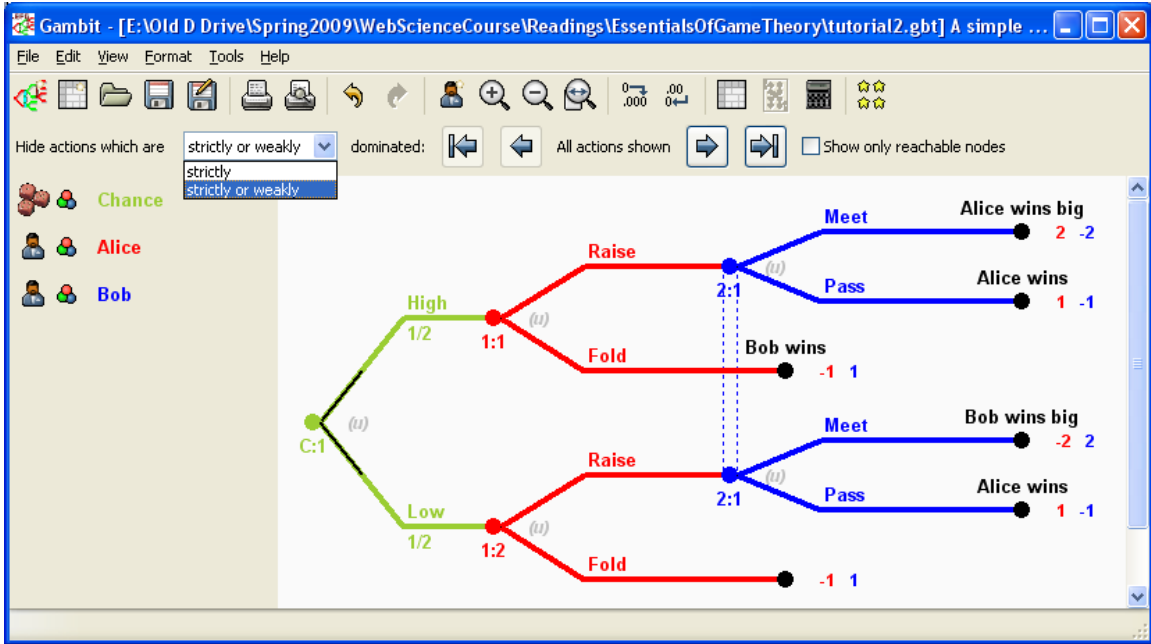 Gambit - [E:\Old D Drive\Spring2009\WebScienceCourse\Readings\EssentialsOfGameTheory\tutorial2.gbt] A simple ...
File Edit View Format Tools Help
0 .000 .00 0
Hide actions which are strictly or weakly dominated: All actions shown Show only reachable nodes
strictly
strictly or weakly
Chance
Alice
Bob
C:1
(u)
High
1/2
1:1
(u)
Raise
2:1
(u)
Meet
Alice wins big
2 -2
Pass
Alice wins
1 -1
Fold
Bob wins
-1 1
Low
1/2
1:2
(u)
Raise
2:1
(u)
Meet
Bob wins big
-2 2
Pass
Alice wins
1 -1
Fold
-1 1